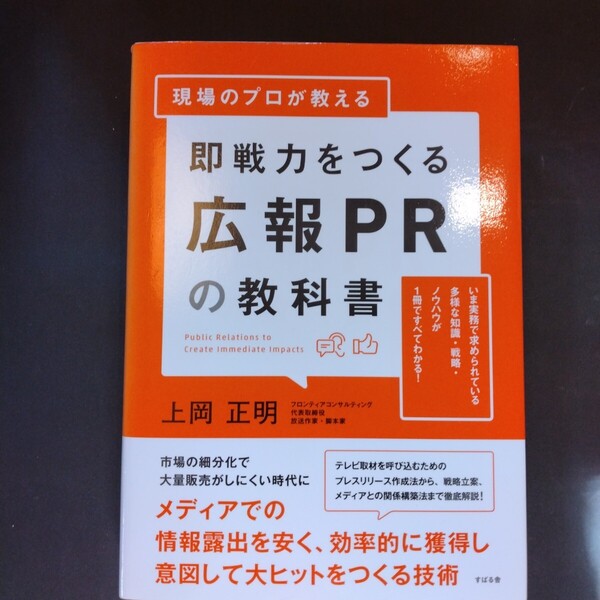 現場のプロが教える
即戦力をつくる
広報PR
の教科書
Public Relations to
Create Immediate Impacts
いま実務で求められている
多様な知識・戦略・
ノウハウが
1冊ですべてわかる!
上岡 正明
フロンティアコンサルティング
代表取締役
放送作家・脚本家
市場の細分化で
大量販売がしにくい時代に
テレビ取材を呼び込むための
プレスリリース作成法から、戦略立案、
メディアとの関係構築法まで徹底解説!
メディアでの
情報露出を安く、効率的に獲得し
意図して大ヒットをつくる技術
すばる舎